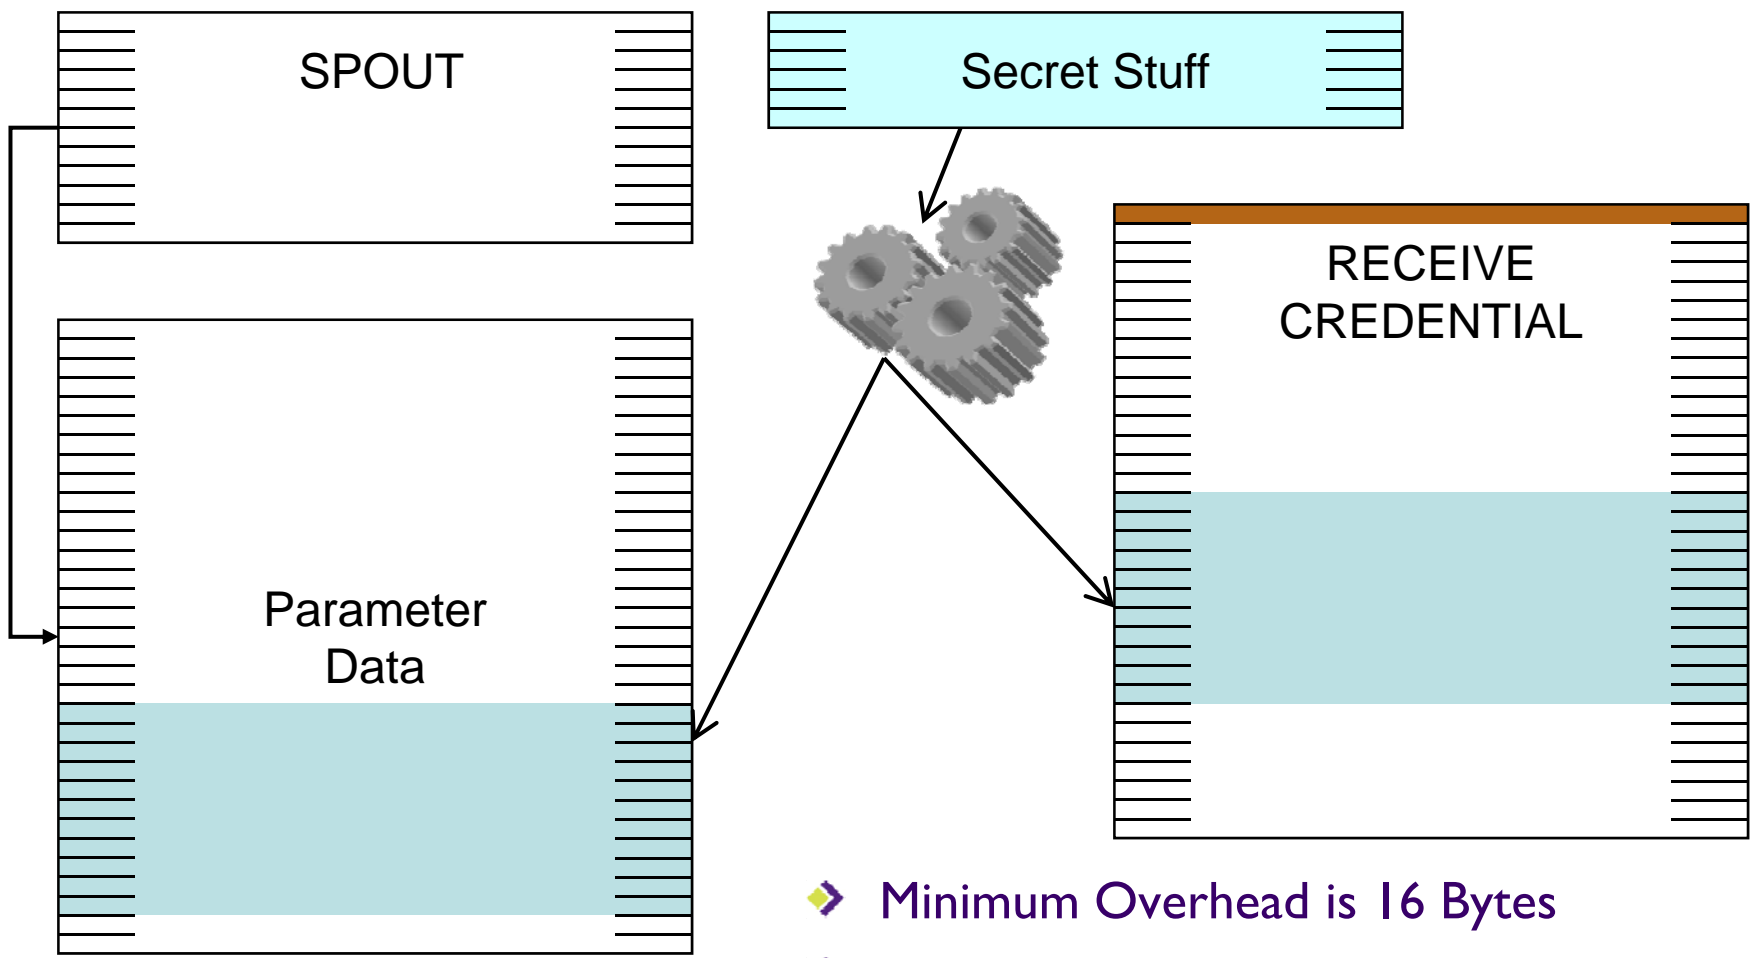 SPOUT
Secret Stuff
RECEIVE
CREDENTIAL
Parameter
Data
Minimum Overhead is 16 Bytes